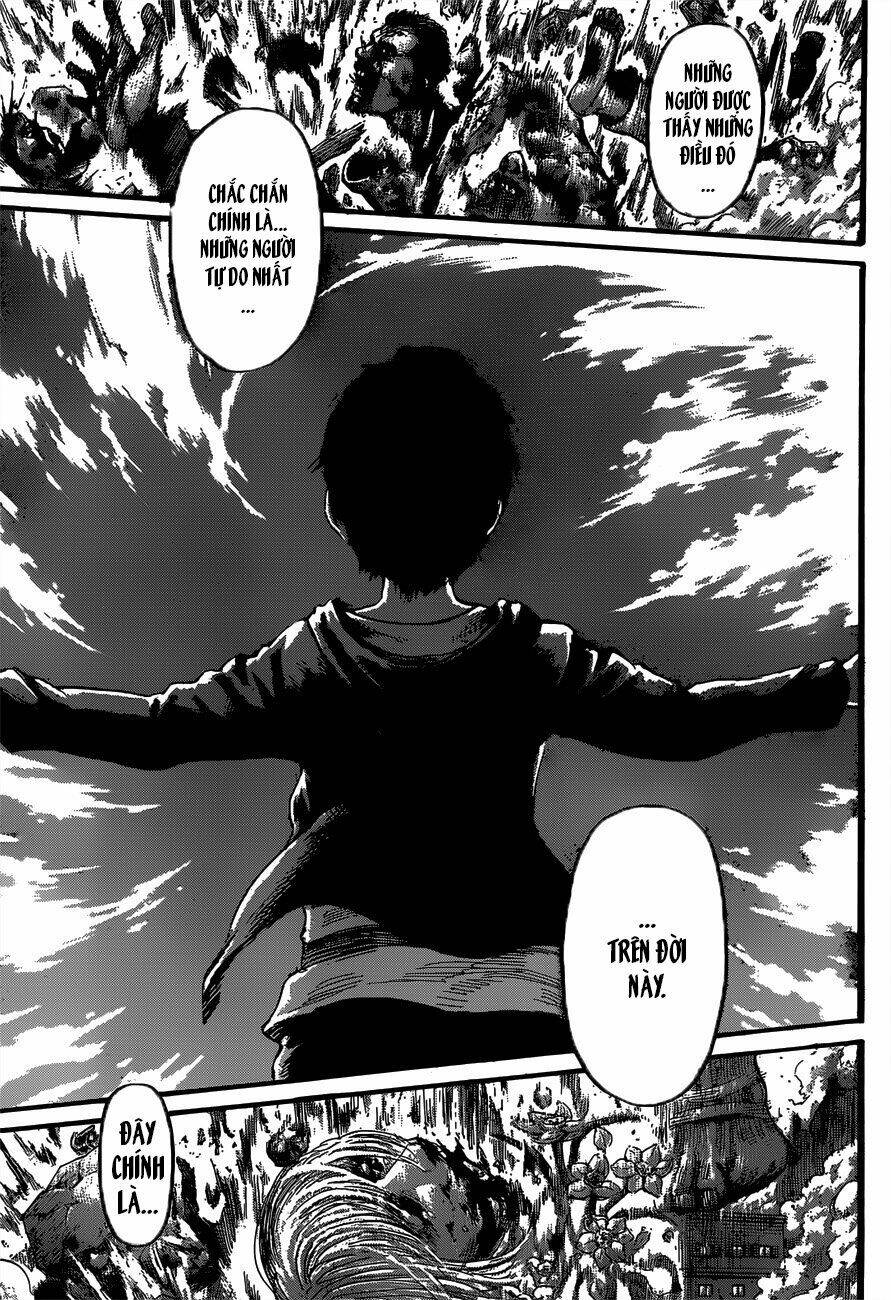 NHỮNG
NGƯỜI ĐƯỢC
THẤY NHỮNG
ĐIỀU ĐÓ
...
CHẮC CHẮN
CHÍNH LÀ...
NHỮNG NGƯỜI
TỰ DO NHẤT
...
...
TRÊN ĐỜI
NÀY.
ĐÂY
CHÍNH
LÀ...